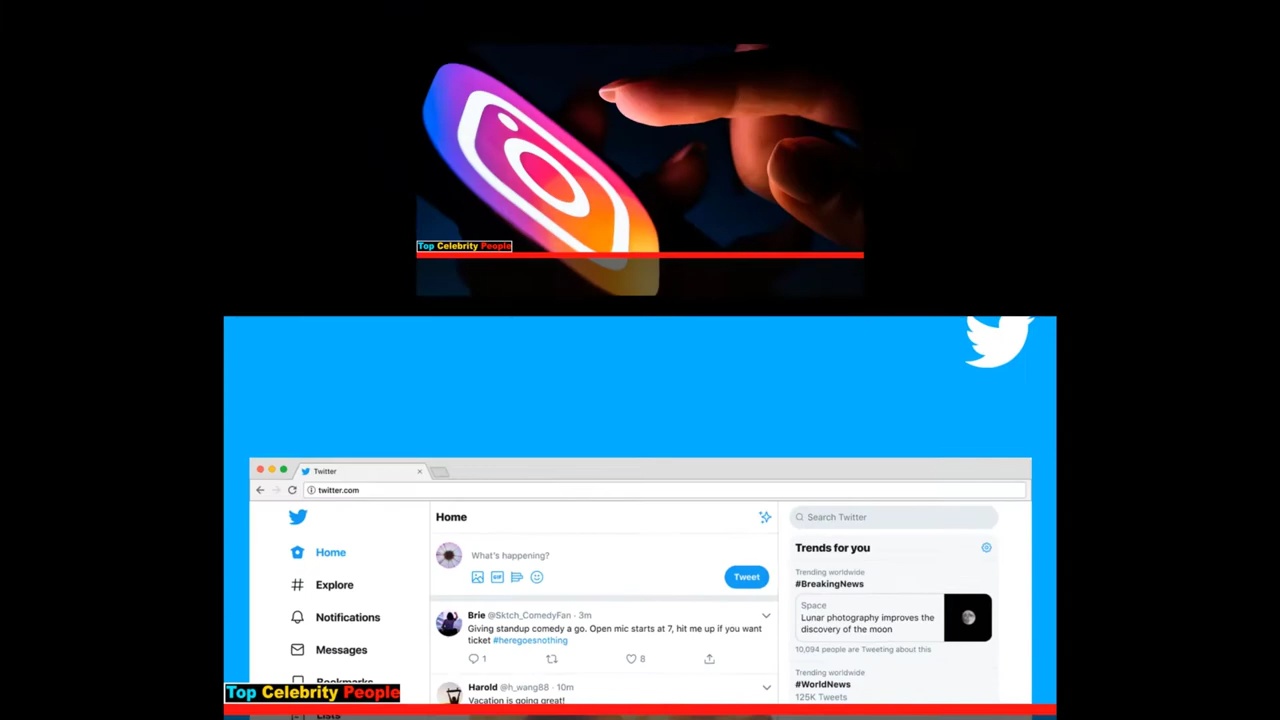 Top Celebrity People
Twitter
twitter.com
Home
Search Twitter
Home
What's happening?
GIF
Tweet
Trends for you
Trending worldwide
#BreakingNews
Space
Lunar photography improves the
discovery of the moon
10,094 people are Tweeting about this
Explore
Notifications
Messages
Bookmarks
Lists
Brie @Sktch_ComedyFan · 3m
Giving standup comedy a go. Open mic starts at 7, hit me up if you want
ticket #heregoesnothing
1
8
Harold @h_wang88 · 10m
Vacation is going great!
Trending worldwide
#WorldNews
125K Tweets
Top Celebrity People